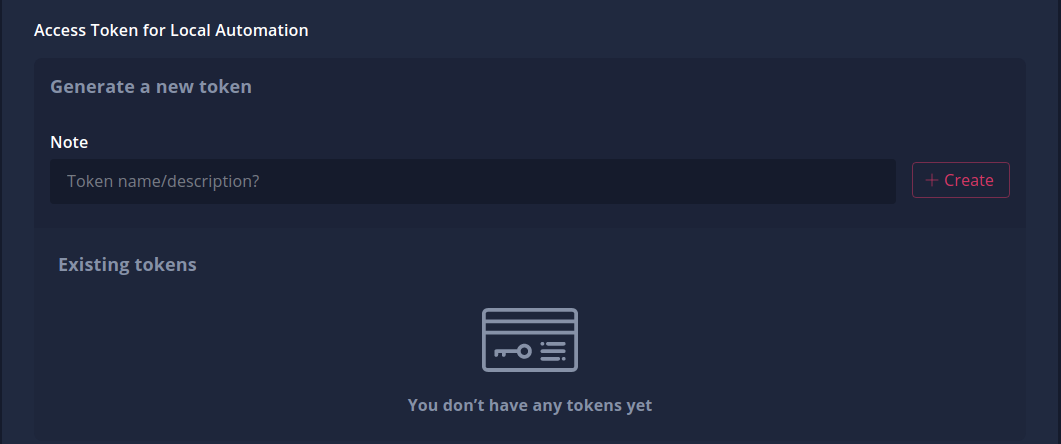 Access Token for Local Automation
Generate a new token
Note
Token name/description?
+ Create
Existing tokens
You don’t have any tokens yet